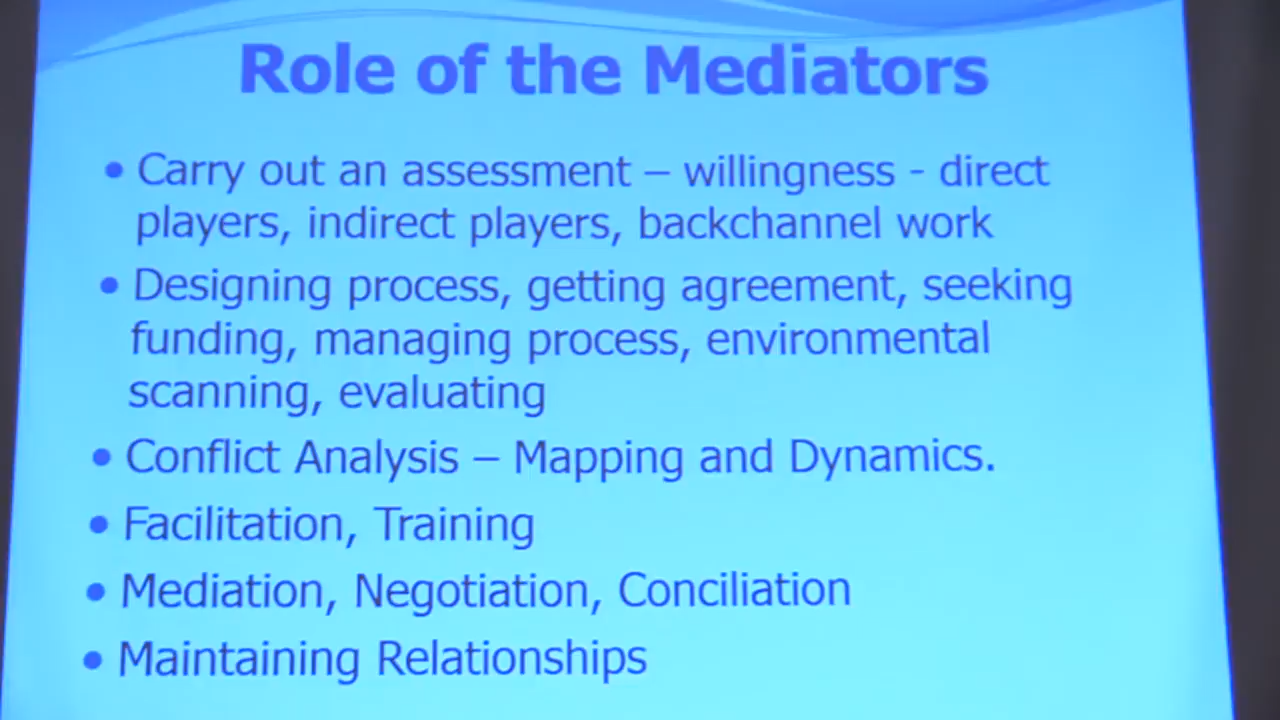 Role of the Mediators
• Carry out an assessment – willingness - direct
players, indirect players, backchannel work
• Designing process, getting agreement, seeking
funding, managing process, environmental
scanning, evaluating
• Conflict Analysis – Mapping and Dynamics.
• Facilitation, Training
• Mediation, Negotiation, Conciliation
• Maintaining Relationships